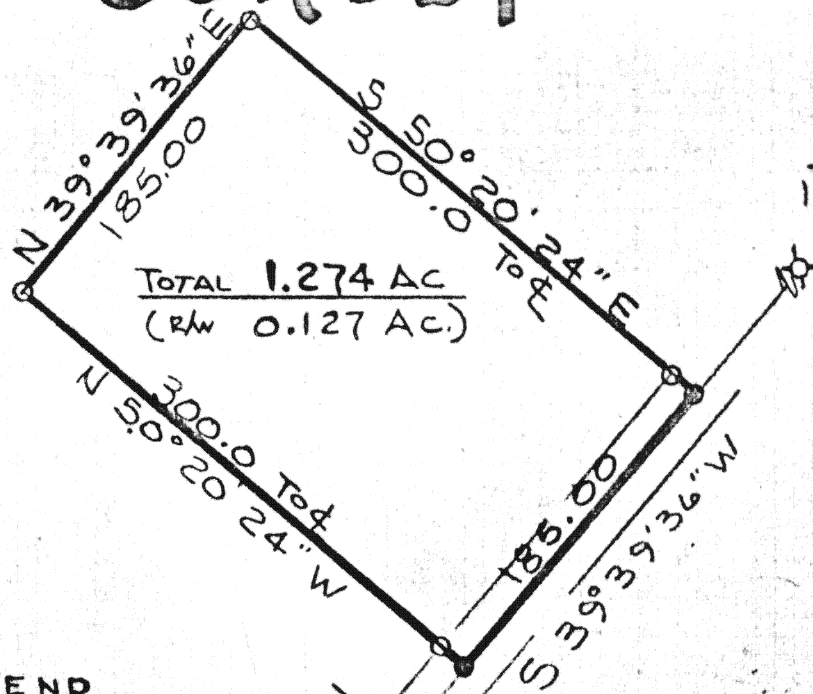 N 39° 39' 36" E
185.00
S 50° 20' 24" E
300.0 To ℄
TOTAL 1.274 AC
(R/W 0.127 AC.)
300.0 To ℄
N 50° 20' 24" W
185.00
S 39° 39' 36" W
END